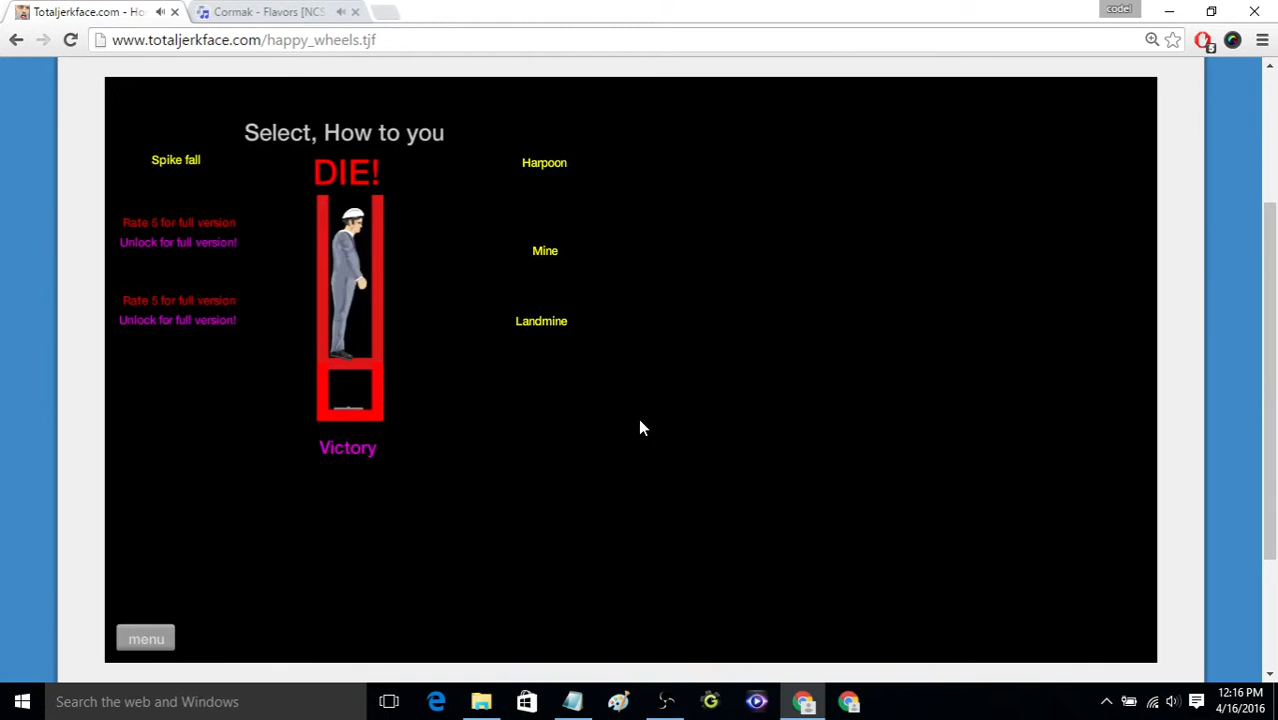 Totaljerkface.com - Ho
Cormak - Flavors [NCS
codel
www.totaljerkface.com/happy_wheels.tjf
5
Select, How to you
DIE!
Spike fall
Harpoon
Rate 5 for full version
Unlock for full version!
Mine
Rate 5 for full version
Unlock for full version!
Landmine
Victory
menu
Search the web and Windows
12:16 PM
4/16/2016